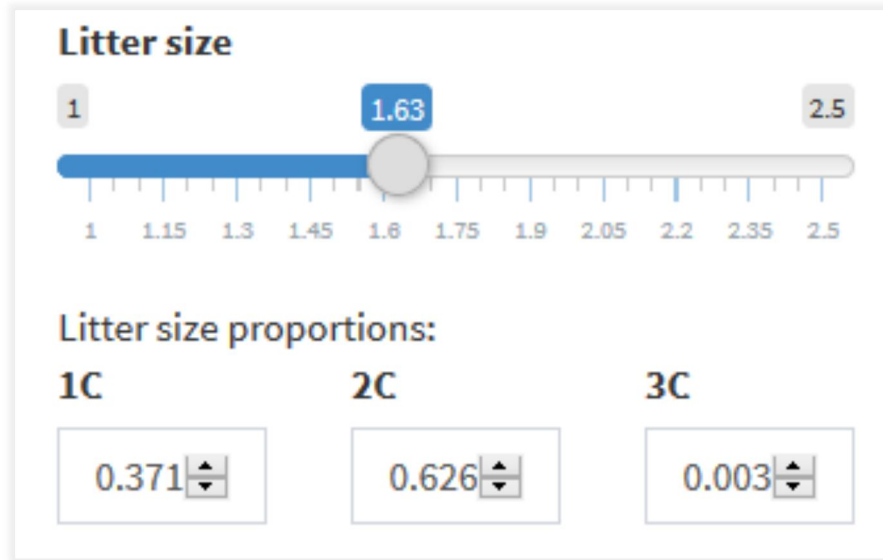 Litter size
1 1.63 2.5
1 1.15 1.3 1.45 1.6 1.75 1.9 2.05 2.2 2.35 2.5
Litter size proportions:
1C 2C 3C
0.371 0.626 0.003